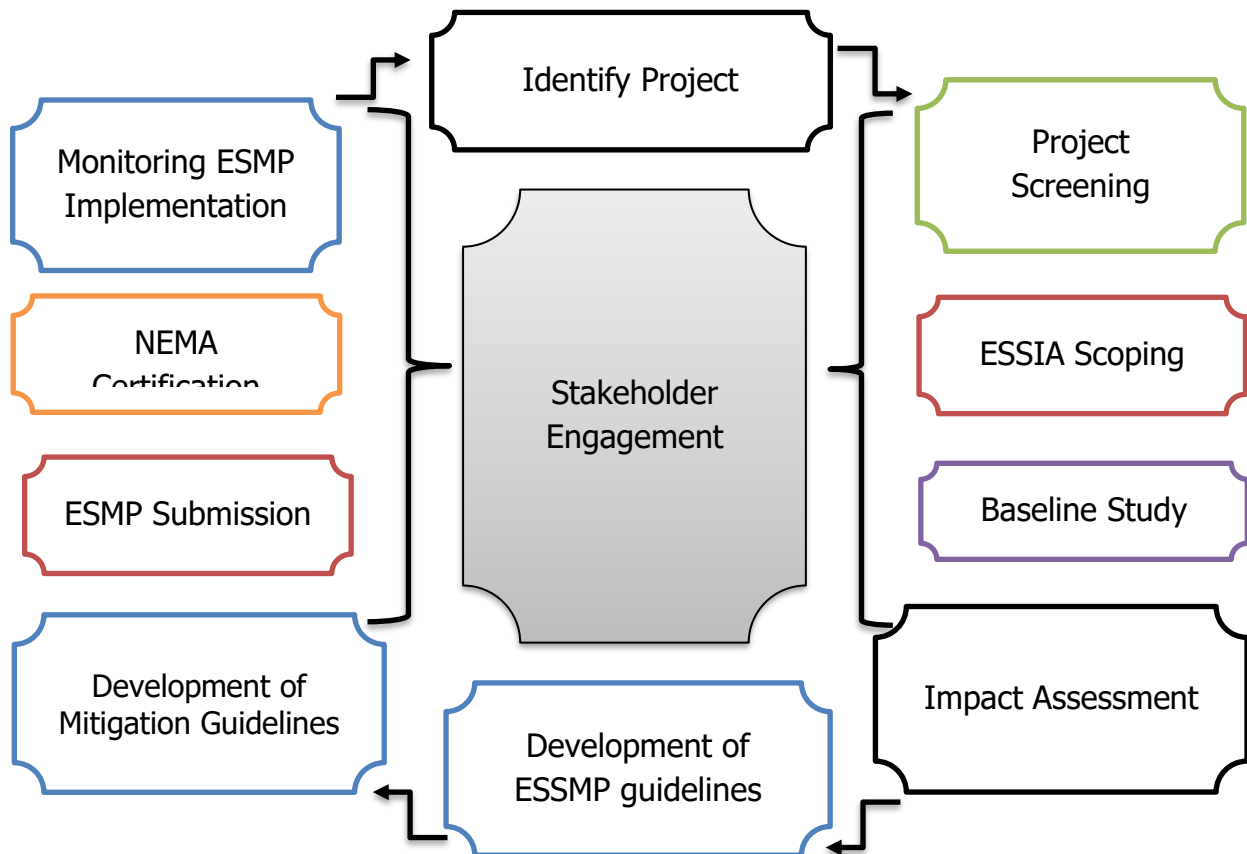 Identify Project
Monitoring ESMP
Implementation
Project
Screening
NEMA
Certification
ESSIA Scoping
Stakeholder
Engagement
ESMP Submission
Baseline Study
Development of
Mitigation Guidelines
Impact Assessment
Development of
ESSMP guidelines